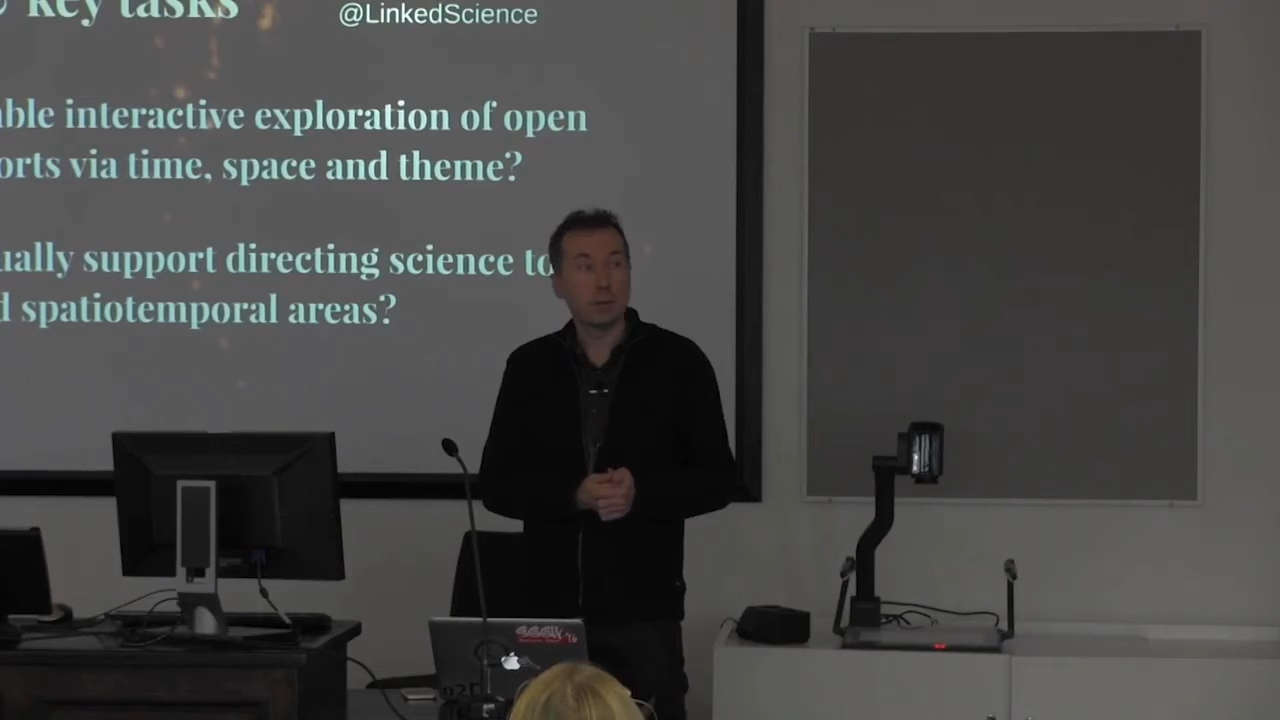 key tasks
@LinkedScience
able interactive exploration of open
orts via time, space and theme?
ually support directing science to
d spatiotemporal areas?